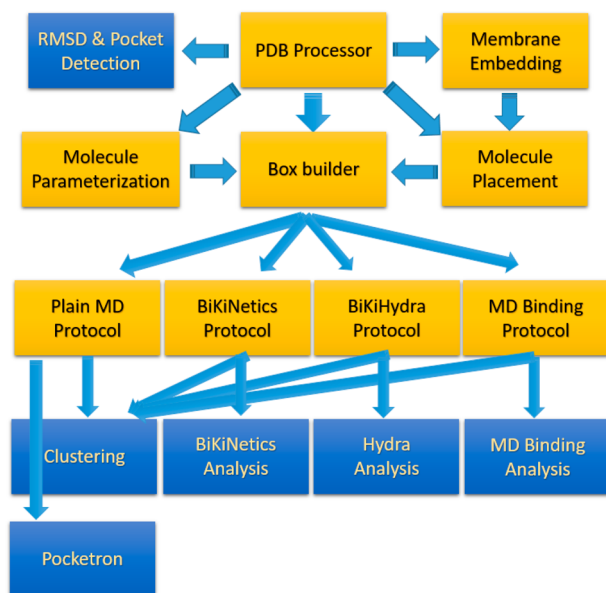 RMSD & Pocket
Detection
PDB Processor
Membrane
Embedding
Molecule
Parameterization
Box builder
Molecule
Placement
Plain MD
Protocol
BiKiNetics
Protocol
BiKiHydra
Protocol
MD Binding
Protocol
Clustering
BiKiNetics
Analysis
Hydra
Analysis
MD Binding
Analysis
Pocketron